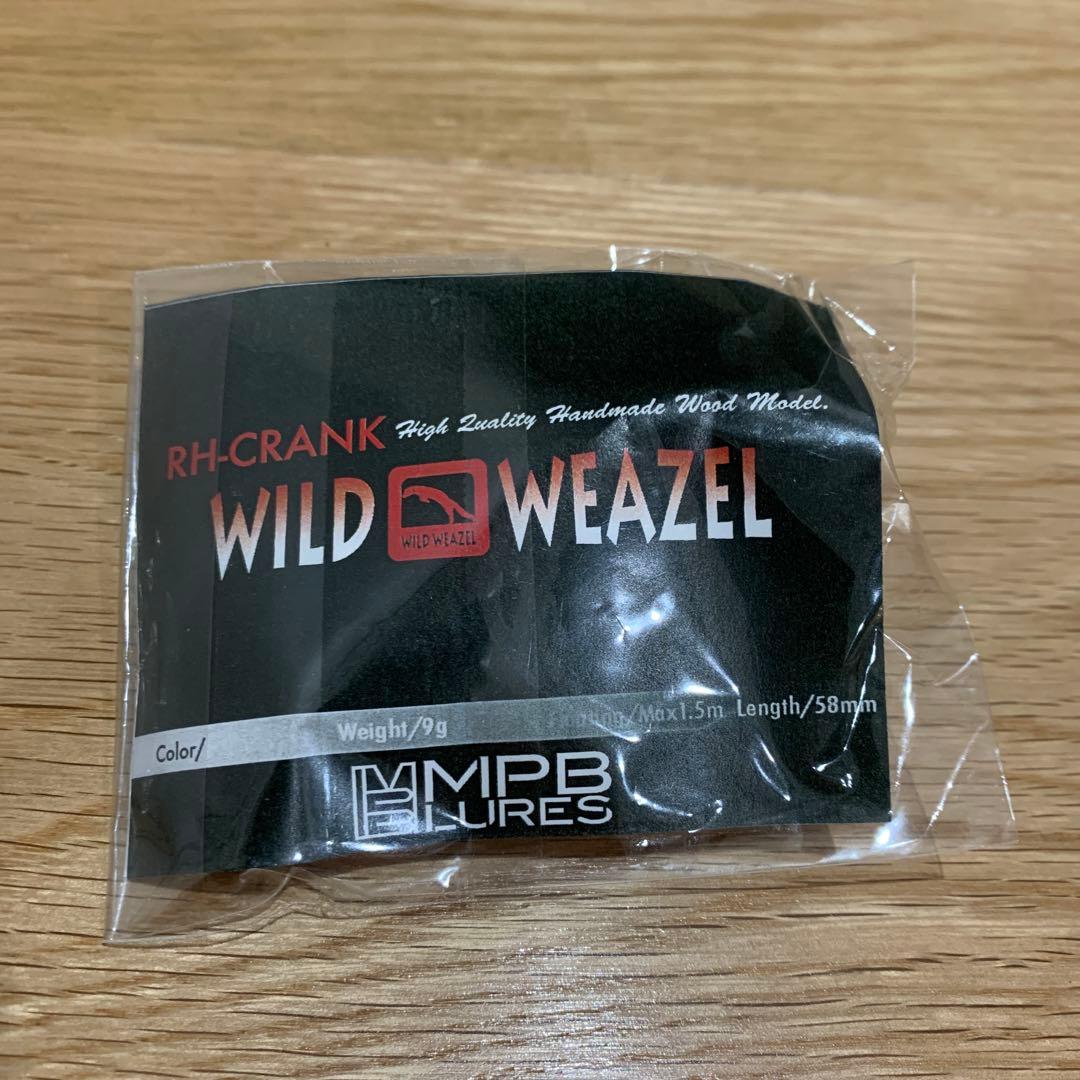 RH-CRANK High Quality Handmade Wood Model.
WILD WILD WEAZEL WEAZEL
Color/ Weight/9g /Max1.5m Length/58mm
MPB
LURES